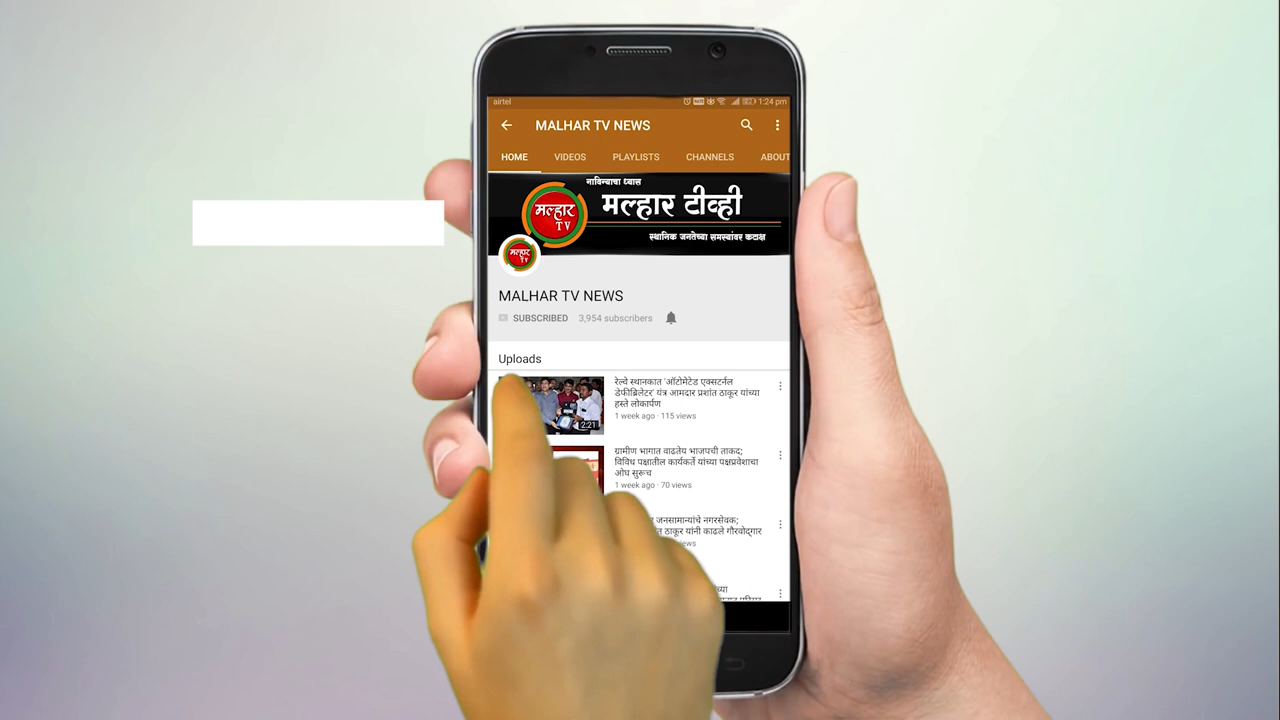 airtel 1:24 pm
MALHAR TV NEWS
HOME VIDEOS PLAYLISTS CHANNELS ABOUT
नाविन्याचा ध्यास
मल्हार टीव्ही
मल्हार
TV
स्थानिक जनतेच्या समस्यांवर कटाक्ष
मल्हार
TV
MALHAR TV NEWS
SUBSCRIBED 3,954 subscribers
Uploads
रेल्वे स्थानकात 'ऑटोमेटेड एक्सटर्नल
डेफीब्रिलेटर' यंत्र आमदार प्रशांत ठाकूर यांच्या
हस्ते लोकार्पण
1 week ago · 115 views
2:21
ग्रामीण भागात वाढतेय भाजपची ताकद;
विविध पक्षातील कार्यकर्ते यांच्या पक्षप्रवेशाचा
ओघ सुरूच
1 week ago · 70 views
जनसामान्यांचे नगरसेवक;
ठाकूर यांनी काढले गौरवोद्गार